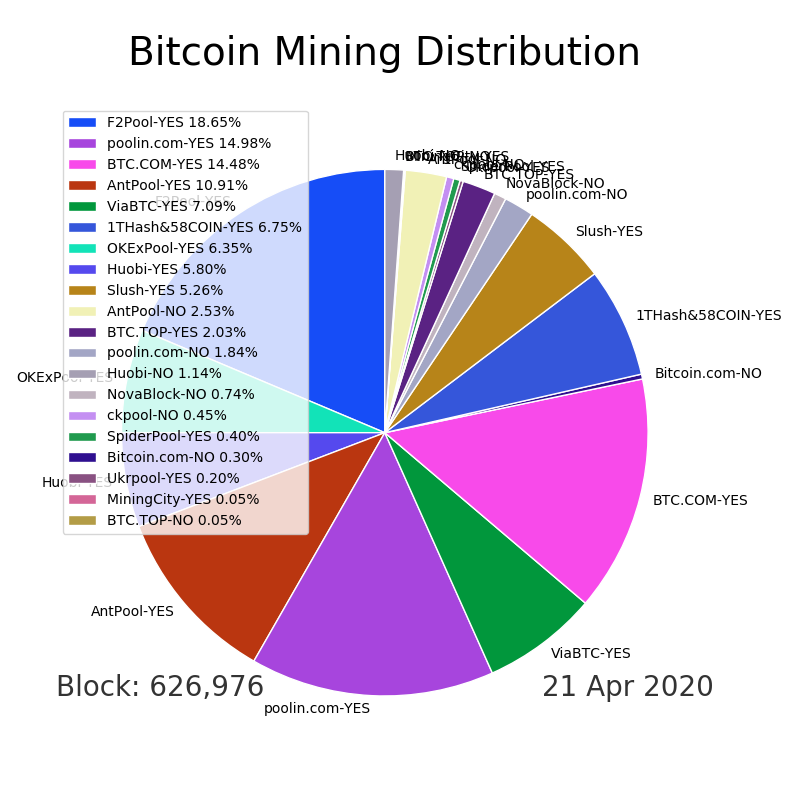 Bitcoin Mining Distribution
F2Pool-YES 18.65%
poolin.com-YES 14.98%
BTC.COM-YES 14.48%
AntPool-YES 10.91%
ViaBTC-YES 7.09%
1THash&58COIN-YES 6.75%
OKExPool-YES 6.35%
Huobi-YES 5.80%
Slush-YES 5.26%
AntPool-NO 2.53%
BTC.TOP-YES 2.03%
poolin.com-NO 1.84%
Huobi-NO 1.14%
NovaBlock-NO 0.74%
ckpool-NO 0.45%
SpiderPool-YES 0.40%
Bitcoin.com-NO 0.30%
Ukrpool-YES 0.20%
MiningCity-YES 0.05%
BTC.TOP-NO 0.05%
BTC.TOP-YES
NovaBlock-NO
poolin.com-NO
Slush-YES
1THash&58COIN-YES
Bitcoin.com-NO
BTC.COM-YES
ViaBTC-YES
poolin.com-YES
AntPool-YES
Huobi-YES
OKExPool-YES
F2Pool-YES
Block: 626,976
21 Apr 2020